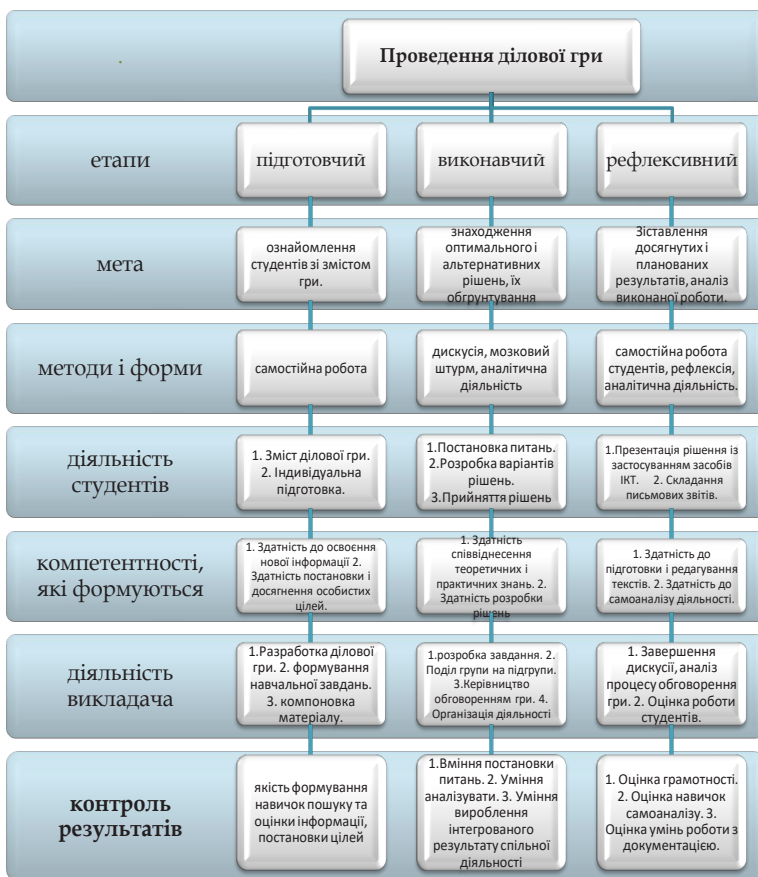 Проведення ділової гри
етапи
підготовчий
виконавчий
рефлексивний
мета
ознайомлення
студентів зі змістом
гри.
знаходження
оптимального і
альтернативних
рішень, їх
обгрунтування
Зіставлення
досягнутих і
планованих
результатів, аналіз
виконаної роботи.
методи і форми
самостійна робота
дискусія, мозковий
штурм, аналітична
діяльність
самостійна робота
студентів, рефлексія,
аналітична діяльність.
діяльність
студентів
1. Зміст ділової гри.
2. Індивідуальна
підготовка.
1.Постановка питань.
2.Розробка варіантів
рішень.
3.Прийняття рішень
1.Презентація рішення із
застосуванням засобів
ІКТ. 2. Складання
письмових звітів.
компетентності,
які формуються
1. Здатність до освоєння
нової інформації 2.
Здатність постановки і
досягнення особистих
цілей.
1. Здатність
співвіднесення
теоретичних і
практичних знань. 2.
Здатність розробки
рішень
1. Здатність до
підготовки і редагування
текстів. 2. Здатність до
самоаналізу діяльності.
діяльність
викладача
1.Разработка ділової
гри. 2. формування
навчальної завдань.
3. компоновка
матеріалу.
1.розробка завдання. 2.
Поділ групи на підгрупи.
3.Керівництво
обговоренням гри. 4.
Організація діяльності
1. Завершення
дискусії, аналіз
процесу обговорення
гри. 2. Оцінка роботи
студентів.
контроль
результатів
якість формування
навичок пошуку та
оцінки інформації,
постановки цілей
1.Вміння постановки
питань. 2. Уміння
аналізувати. 3. Уміння
вироблення
інтегрованого
результату спільної
діяльності
1. Оцінка грамотності.
2. Оцінка навичок
самоаналізу. 3.
Оцінка умінь роботи з
документацією.